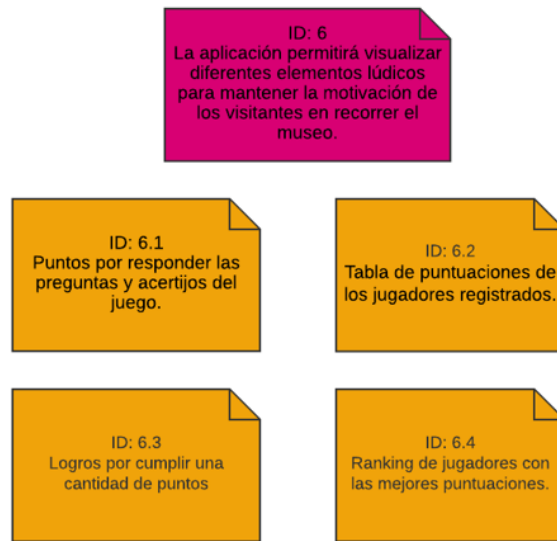 ID: 6
La aplicación permitirá visualizar
diferentes elementos lúdicos
para mantener la motivación de
los visitantes en recorrer el
museo.
ID: 6.1
Puntos por responder las
preguntas y acertijos del
juego.
ID: 6.2
Tabla de puntuaciones de
los jugadores registrados.
ID: 6.3
Logros por cumplir una
cantidad de puntos
ID: 6.4
Ranking de jugadores con
las mejores puntuaciones.